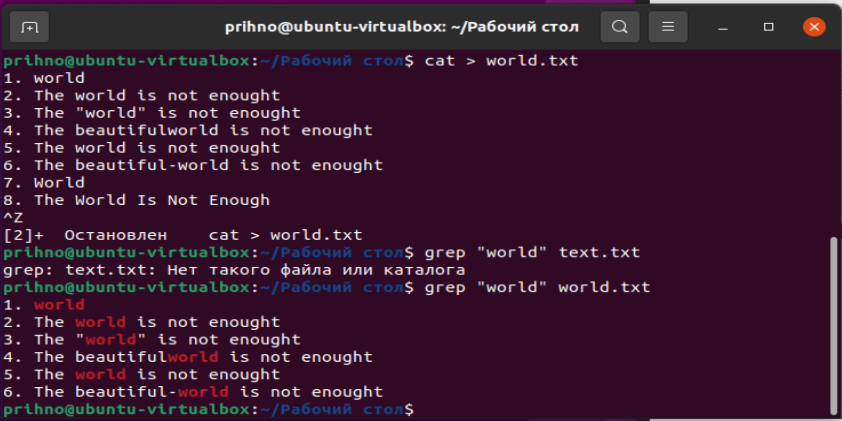 prihno@ubuntu-virtualbox: ~/Рабочий стол
prihno@ubuntu-virtualbox:~/Рабочий стол$ cat > world.txt
1. world
2. The world is not enought
3. The "world" is not enought
4. The beautifulworld is not enought
5. The world is not enought
6. The beautiful-world is not enought
7. World
8. The World Is Not Enough
^Z
[2]+  Остановлен    cat > world.txt
prihno@ubuntu-virtualbox:~/Рабочий стол$ grep "world" text.txt
grep: text.txt: Нет такого файла или каталога
prihno@ubuntu-virtualbox:~/Рабочий стол$ grep "world" world.txt
1. world
2. The world is not enought
3. The "world" is not enought
4. The beautifulworld is not enought
5. The world is not enought
6. The beautiful-world is not enought
prihno@ubuntu-virtualbox:~/Рабочий стол$